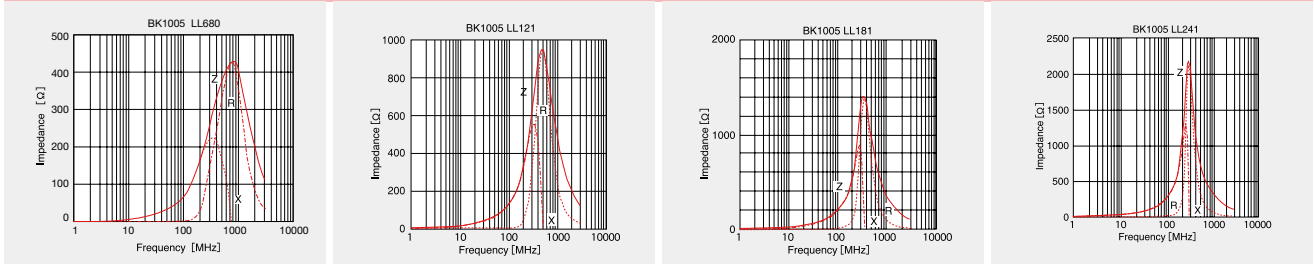 BK1005 LL680
500
400
300
200
100
0
1
10
100
1000
10000
Impedance [Ω]
Frequency [MHz]
Z
R
X
BK1005 LL121
1000
800
600
400
200
0
1
10
100
1000
10000
Impedance [Ω]
Frequency [MHz]
Z
R
X
BK1005 LL181
2000
1000
0
1
10
100
1000
10000
Impedance [Ω]
Frequency [MHz]
Z
R
X
BK1005 LL241
2500
2000
1500
1000
500
0
1
10
100
1000
10000
Impedance [Ω]
Frequency [MHz]
Z
R
X